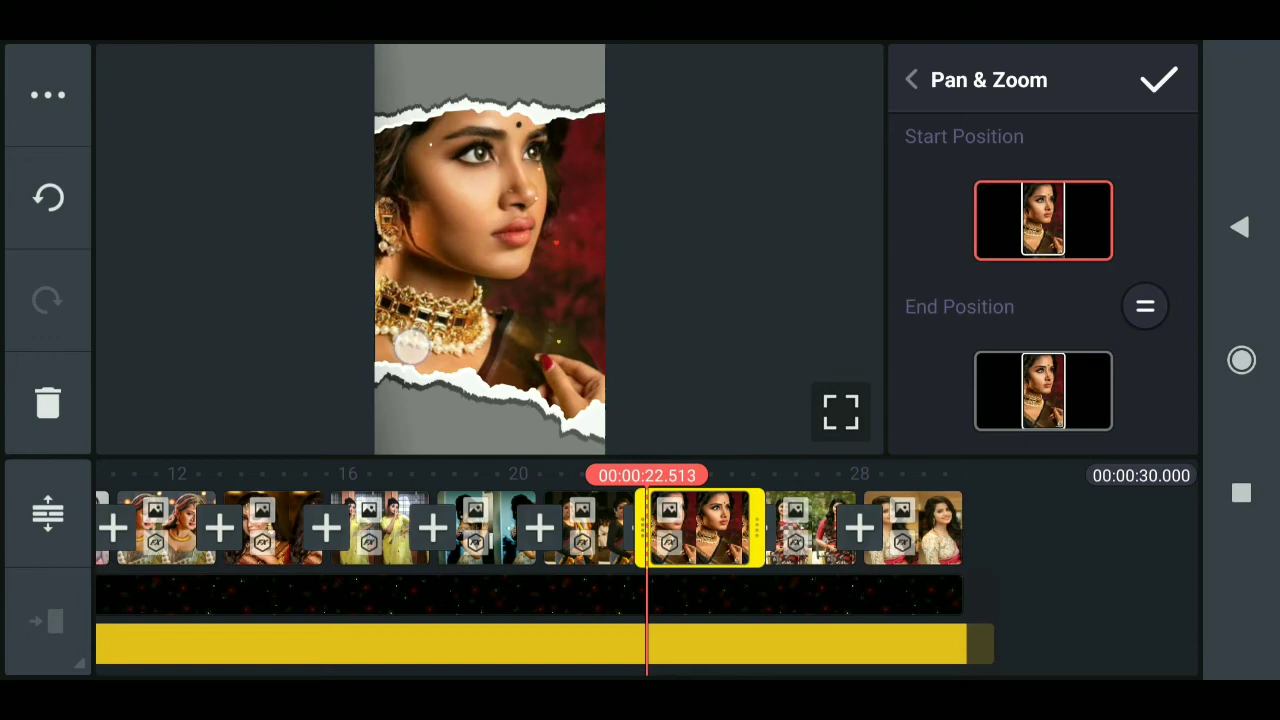 Pan & Zoom
Start Position
End Position
12
16
20
00:00:22.513
28
00:00:30.000